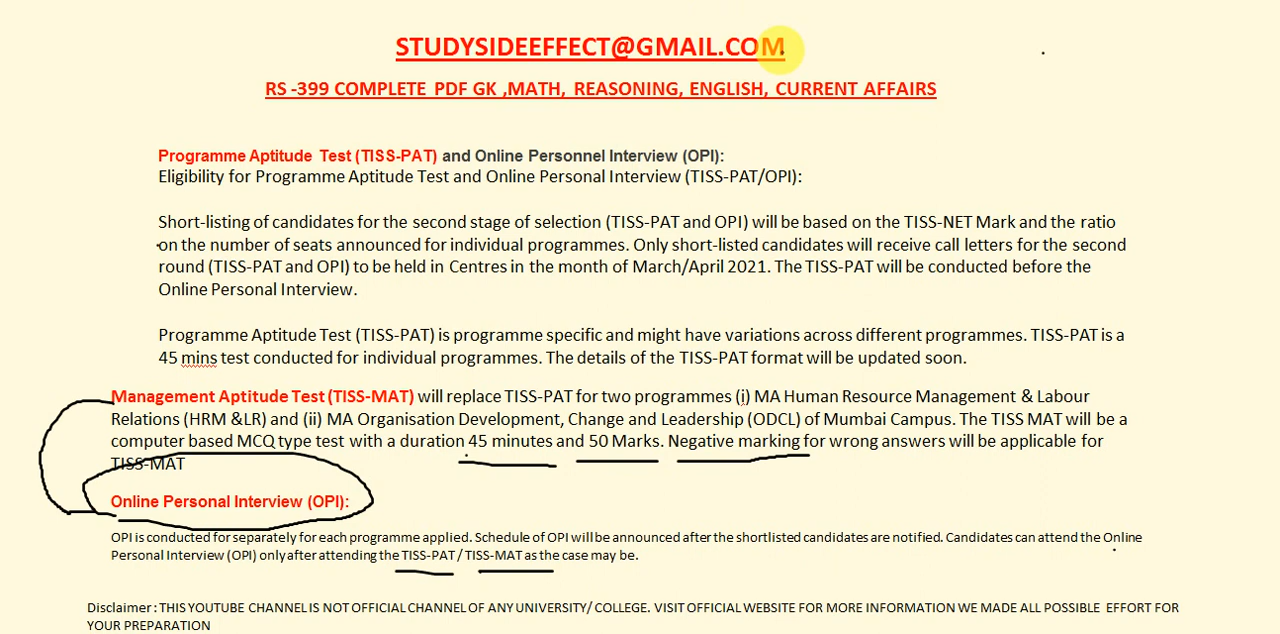 STUDYSIDEEFFECT@GMAIL.COM
RS -399 COMPLETE PDF GK ,MATH, REASONING, ENGLISH, CURRENT AFFAIRS
Programme Aptitude Test (TISS-PAT) and Online Personnel Interview (OPI):
Eligibility for Programme Aptitude Test and Online Personal Interview (TISS-PAT/OPI):
Short-listing of candidates for the second stage of selection (TISS-PAT and OPI) will be based on the TISS-NET Mark and the ratio
on the number of seats announced for individual programmes. Only short-listed candidates will receive call letters for the second
round (TISS-PAT and OPI) to be held in Centres in the month of March/April 2021. The TISS-PAT will be conducted before the
Online Personal Interview.
Programme Aptitude Test (TISS-PAT) is programme specific and might have variations across different programmes. TISS-PAT is a
45 mins test conducted for individual programmes. The details of the TISS-PAT format will be updated soon.
Management Aptitude Test (TISS-MAT) will replace TISS-PAT for two programmes (i) MA Human Resource Management & Labour
Relations (HRM &LR) and (ii) MA Organisation Development, Change and Leadership (ODCL) of Mumbai Campus. The TISS MAT will be a
computer based MCQ type test with a duration 45 minutes and 50 Marks. Negative marking for wrong answers will be applicable for
TISS-MAT
Online Personal Interview (OPI):
OPI is conducted for separately for each programme applied. Schedule of OPI will be announced after the shortlisted candidates are notified. Candidates can attend the Online
Personal Interview (OPI) only after attending the TISS-PAT / TISS-MAT as the case may be.
Disclaimer : THIS YOUTUBE CHANNEL IS NOT OFFICIAL CHANNEL OF ANY UNIVERSITY/ COLLEGE. VISIT OFFICIAL WEBSITE FOR MORE INFORMATION WE MADE ALL POSSIBLE EFFORT FOR
YOUR PREPARATION